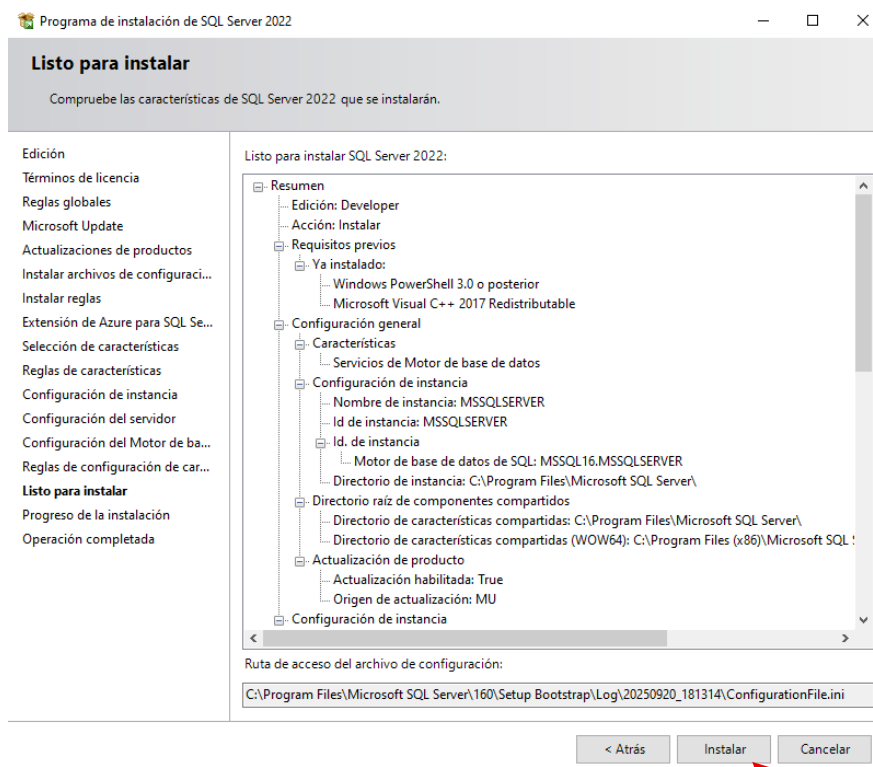 Programa de instalación de SQL Server 2022
Listo para instalar
Compruebe las características de SQL Server 2022 que se instalarán.
Edición
Términos de licencia
Reglas globales
Microsoft Update
Actualizaciones de productos
Instalar archivos de configuraci...
Instalar reglas
Extensión de Azure para SQL Se...
Selección de características
Reglas de características
Configuración de instancia
Configuración del servidor
Configuración del Motor de ba...
Reglas de configuración de car...
Listo para instalar
Progreso de la instalación
Operación completada
Listo para instalar SQL Server 2022:
Resumen
Edición: Developer
Acción: Instalar
Requisitos previos
Ya instalado:
Windows PowerShell 3.0 o posterior
Microsoft Visual C++ 2017 Redistributable
Configuración general
Características
Servicios de Motor de base de datos
Configuración de instancia
Nombre de instancia: MSSQLSERVER
Id de instancia: MSSQLSERVER
Id. de instancia
Motor de base de datos de SQL: MSSQL16.MSSQLSERVER
Directorio de instancia: C:\Program Files\Microsoft SQL Server\
Directorio raíz de componentes compartidos
Directorio de características compartidas: C:\Program Files\Microsoft SQL Server\
Directorio de características compartidas (WOW64): C:\Program Files (x86)\Microsoft SQL
Actualización de producto
Actualización habilitada: True
Origen de actualización: MU
Configuración de instancia
Ruta de acceso del archivo de configuración:
C:\Program Files\Microsoft SQL Server\160\Setup Bootstrap\Log\20250920_181314\ConfigurationFile.ini
< Atrás
Instalar
Cancelar